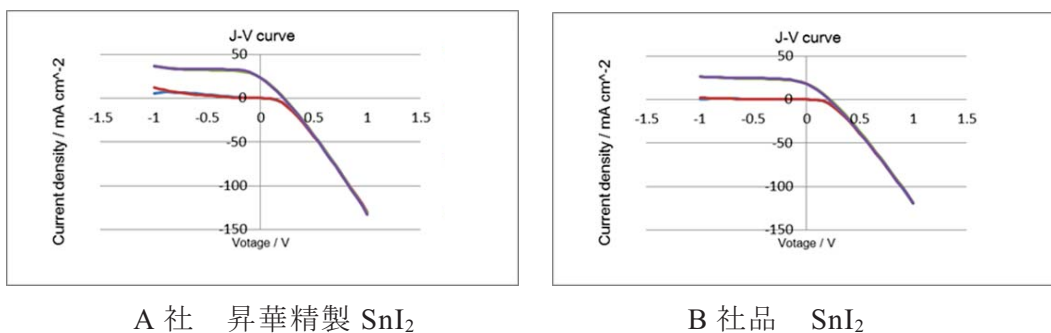 J-V curve
50
0
-1.5 -1 -0.5 0 0.5 1 1.5
-50
-100
-150
Current density / mA cm^-2
Votage / V
J-V curve
50
0
-1.5 -1 -0.5 0 0.5 1 1.5
-50
-100
-150
Current density / mA cm^-2
Votage / V
A 社 昇華精製 SnI₂
B 社品 SnI₂